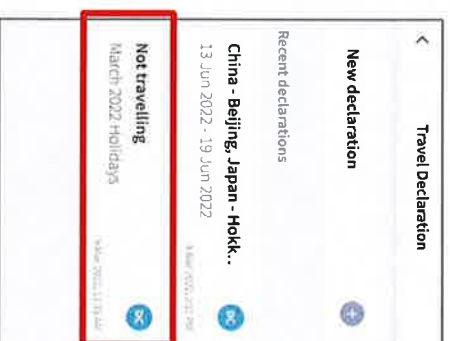 Travel Declaration
New declaration
Recent declarations
China - Beijing, Japan - Hokk..
13 Jun 2022 - 19 Jun 2022
PC
Not travelling
March 2022 Holidays